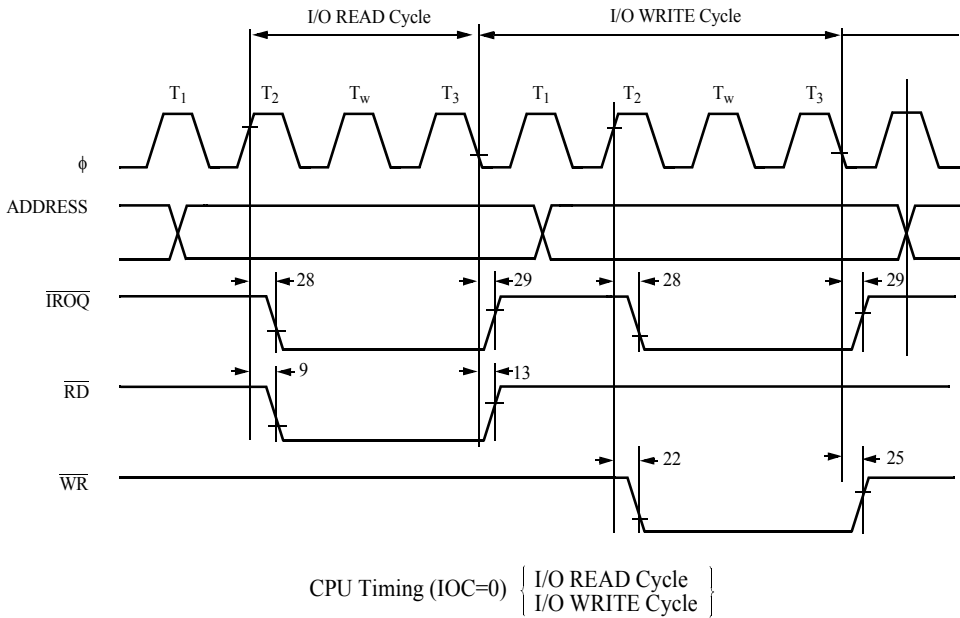 I/O READ Cycle I/O WRITE Cycle
T1 T2 Tw T3 T1 T2 Tw T3
ϕ
ADDRESS
28 29 28 29
IROQ
9 13
RD
22 25
WR
CPU Timing (IOC=0) { I/O READ Cycle
I/O WRITE Cycle }